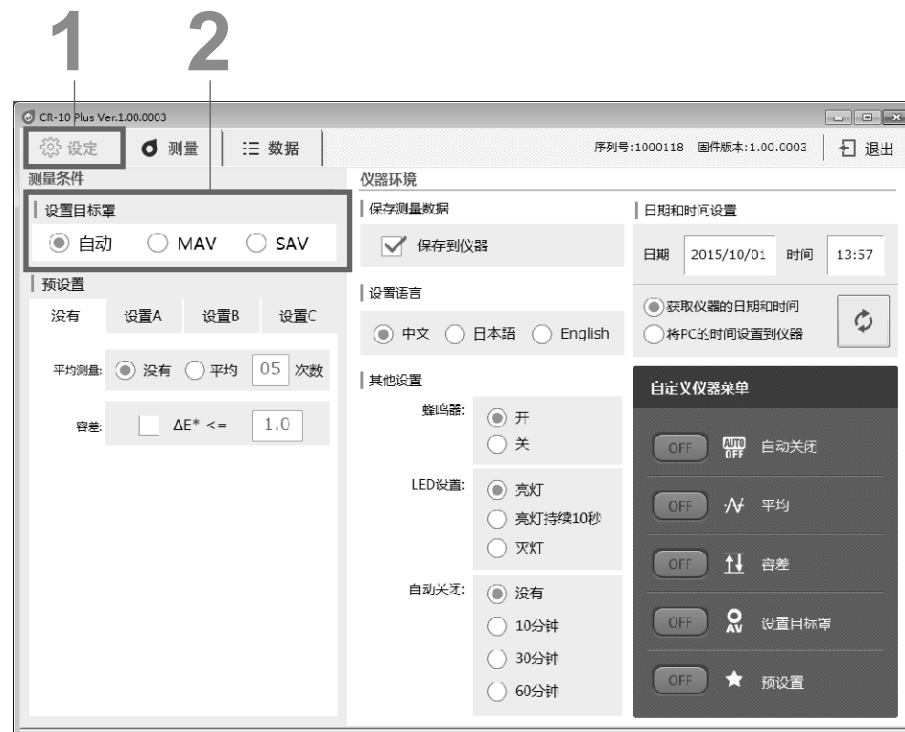 1 2
CR-10 Plus Ver.1.00.0003
设定 测量 数据 序列号:1000118 固件版本:1.00.0003 退出
测量条件
设置目标罩
自动 MAV SAV
预设置
没有 设置A 设置B 设置C
平均测量: 没有 平均 05 次数
容差: ΔE* <= 1.0
仪器环境
保存测量数据
保存到仪器
设置语言
中文 日本語 English
其他设置
蜂鸣器: 开
关
LED设置: 亮灯
亮灯持续10秒
灭灯
自动关闭: 没有
10分钟
30分钟
60分钟
日期和时间设置
日期 2015/10/01 时间 13:57
获取仪器的日期和时间
将PC的时间设置到仪器
自定义仪器菜单
OFF AUTO OFF 自动关闭
OFF 平均
OFF 容差
OFF AV 设置目标罩
OFF 预设置